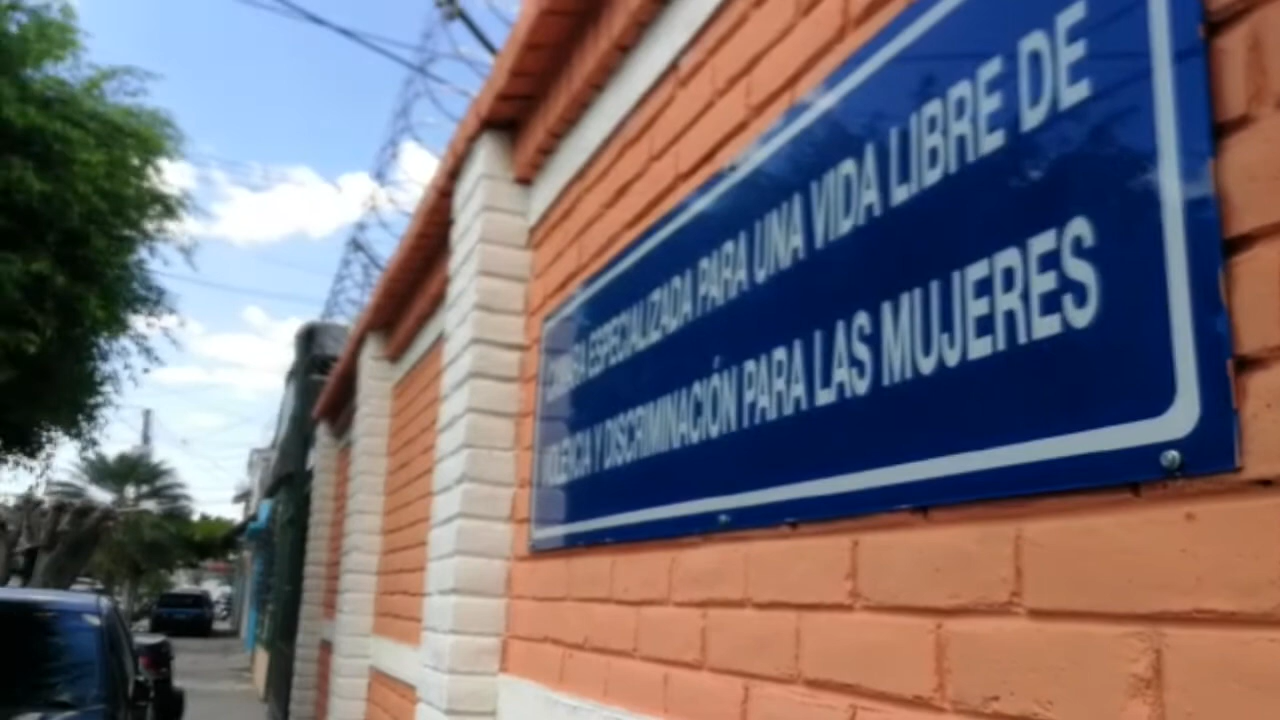 ESPECIALIZADA PARA UNA VIDA LIBRE DE
VIOLENCIA Y DISCRIMINACIÓN PARA LAS MUJERES